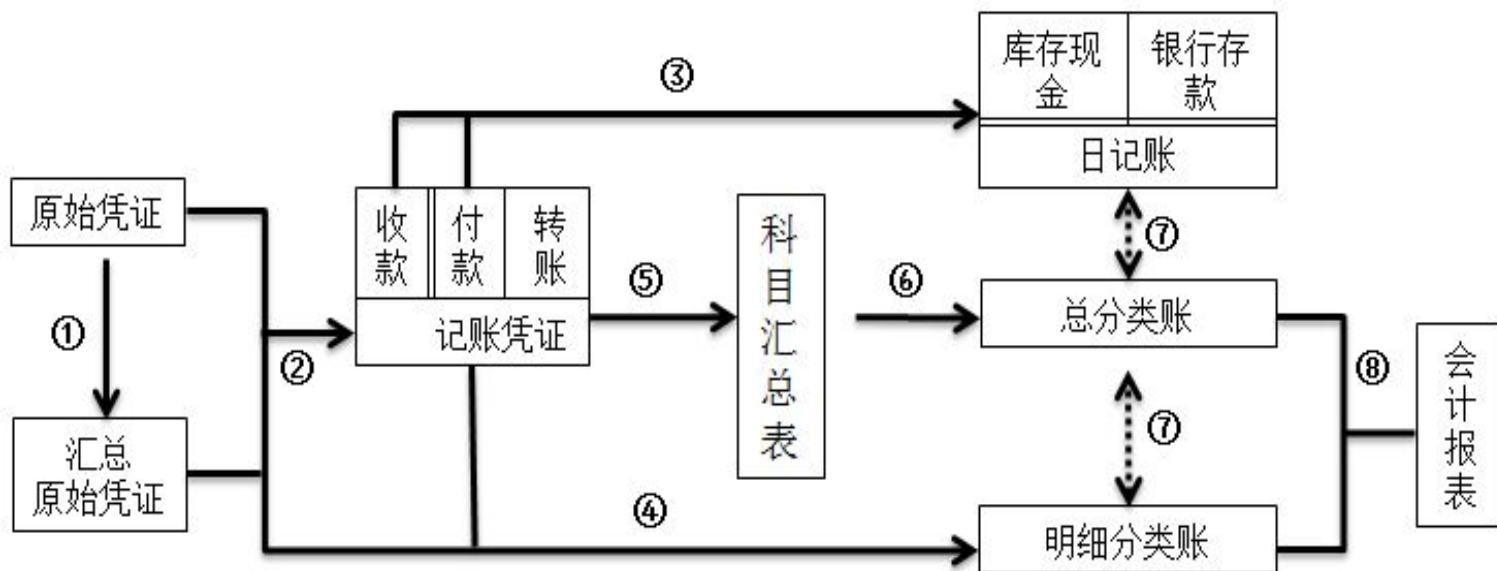 库存现
金
银行存
款
③
日记账
原始凭证
收
款
付
款
转
账
科
目
汇
总
表
⑦
⑤
⑥
①
②
记账凭证
总分类账
⑧
会
计
报
表
汇总
原始凭证
⑦
④
明细分类账